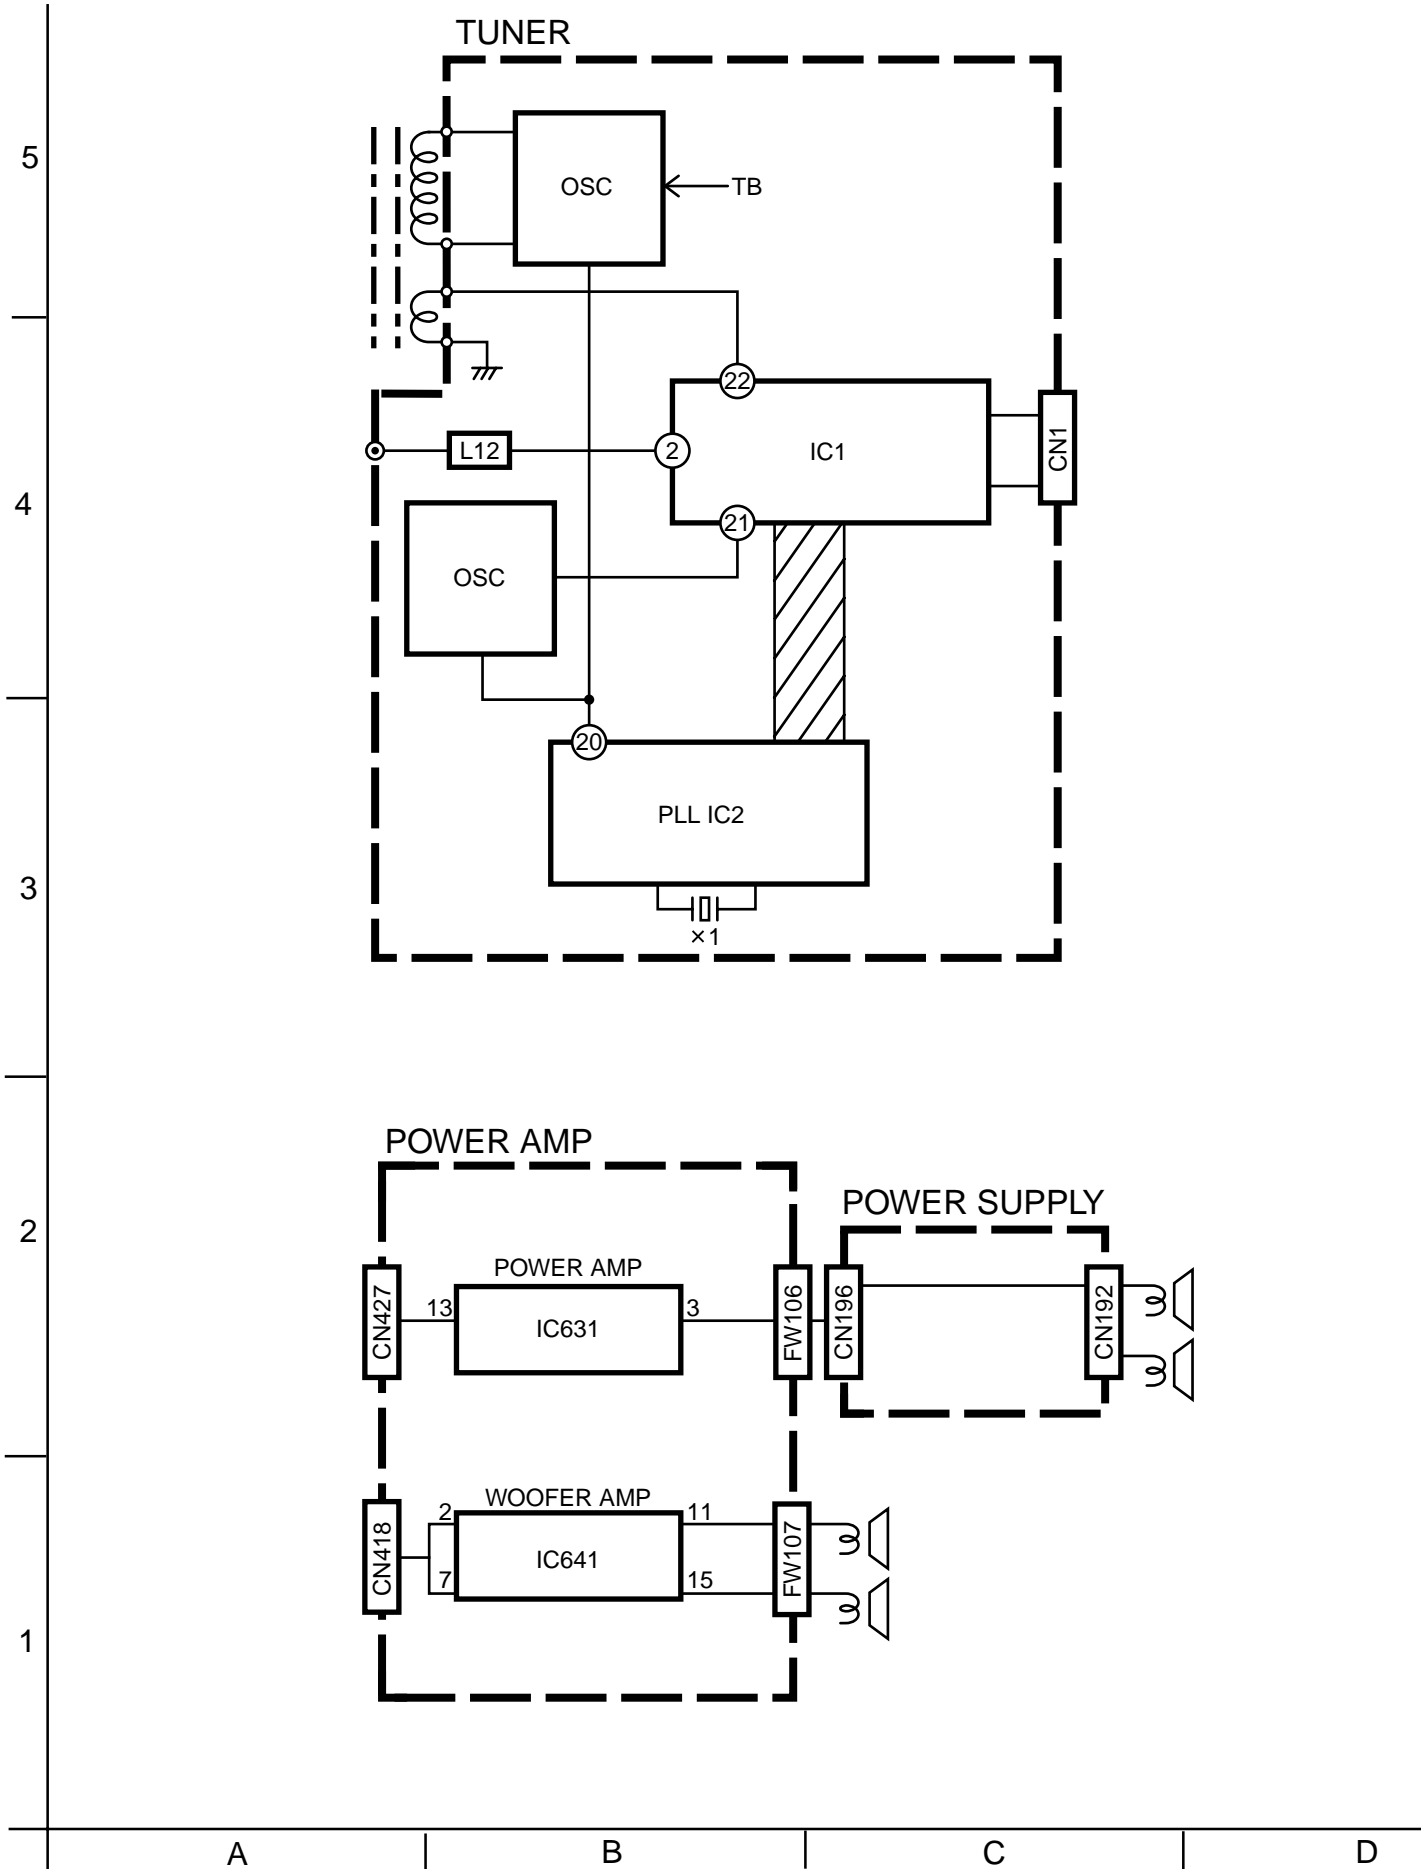 TUNER
5
OSC
TB
22
L12
2
IC1
CN1
4
21
OSC
20
PLL IC2
3
×1
POWER AMP
POWER SUPPLY
2
POWER AMP
CN427
13
IC631
3
FW106
CN196
CN192
WOOFER AMP
CN418
2
7
IC641
11
15
FW107
1
A
B
C
D